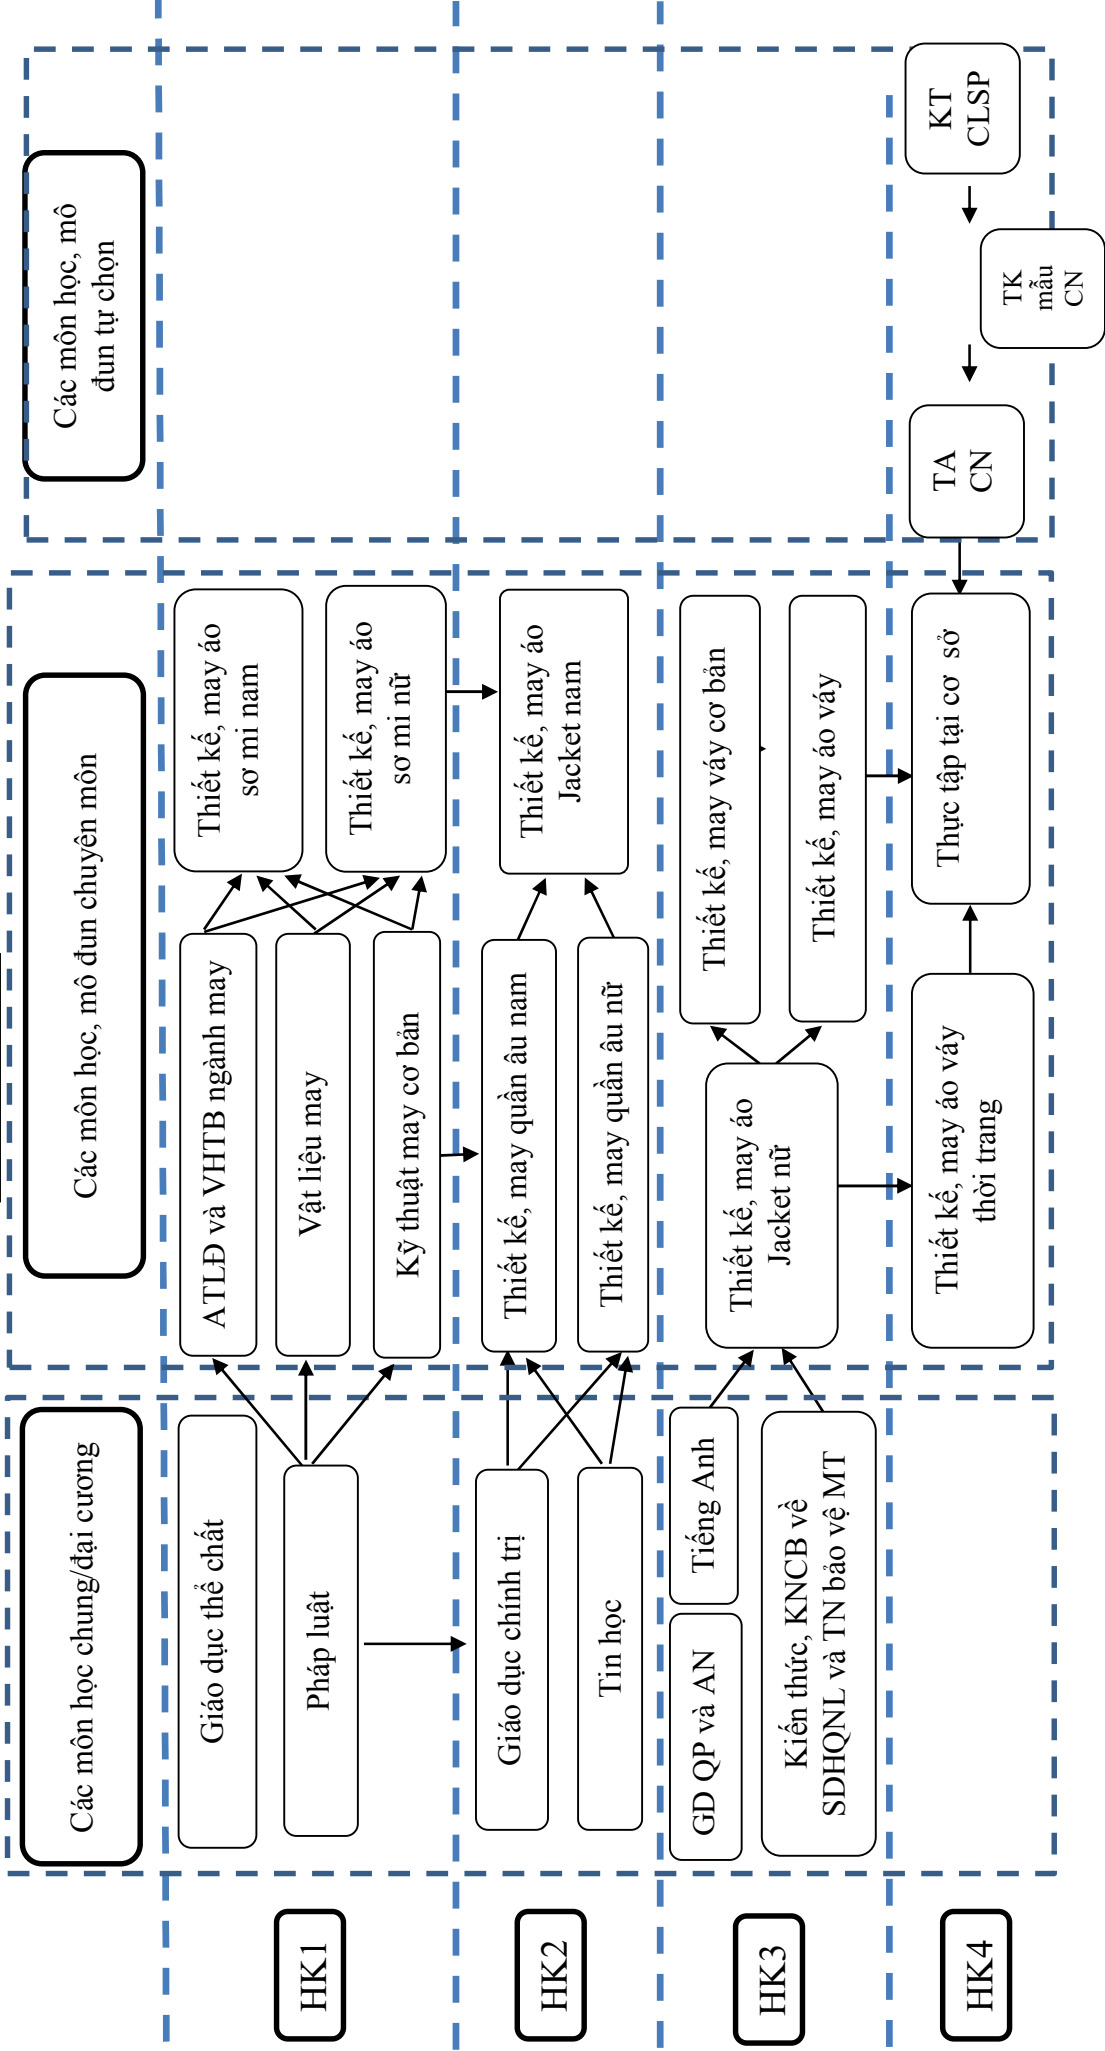 Các môn học chung/đại cương
Các môn học, mô đun chuyên môn
Các môn học, mô
đun tự chọn
HK1
Giáo dục thể chất
Pháp luật
ATLĐ và VHTB ngành may
Vật liệu may
Kỹ thuật may cơ bản
Thiết kế, may áo
sơ mi nam
Thiết kế, may áo
sơ mi nữ
HK2
Giáo dục chính trị
Tin học
Thiết kế, may quần âu nam
Thiết kế, may quần âu nữ
Thiết kế, may áo
Jacket nam
HK3
GD QP và AN
Tiếng Anh
Kiến thức, KNCB về
SDHQNL và TN bảo vệ MT
Thiết kế, may áo
Jacket nữ
Thiết kế, may váy cơ bản
Thiết kế, may áo váy
HK4
Thiết kế, may áo váy
thời trang
Thực tập tại cơ sở
TA
CN
TK
mẫu
CN
KT
CLSP